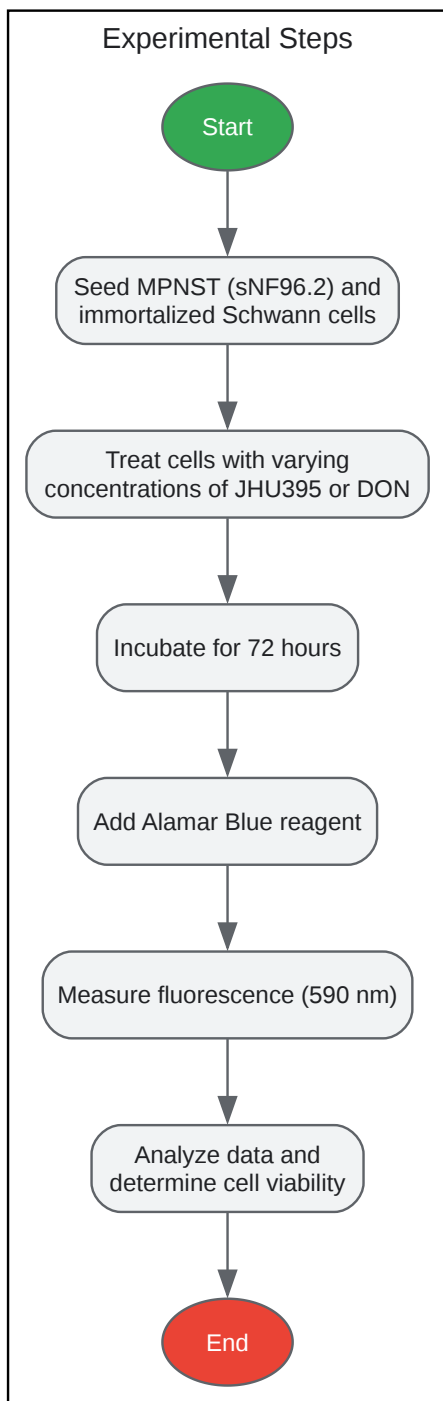 Experimental Steps
Start
Seed MPNST (sNF96.2) and
immortalized Schwann cells
Treat cells with varying
concentrations of JHU395 or DON
Incubate for 72 hours
Add Alamar Blue reagent
Measure fluorescence (590 nm)
Analyze data and
determine cell viability
End